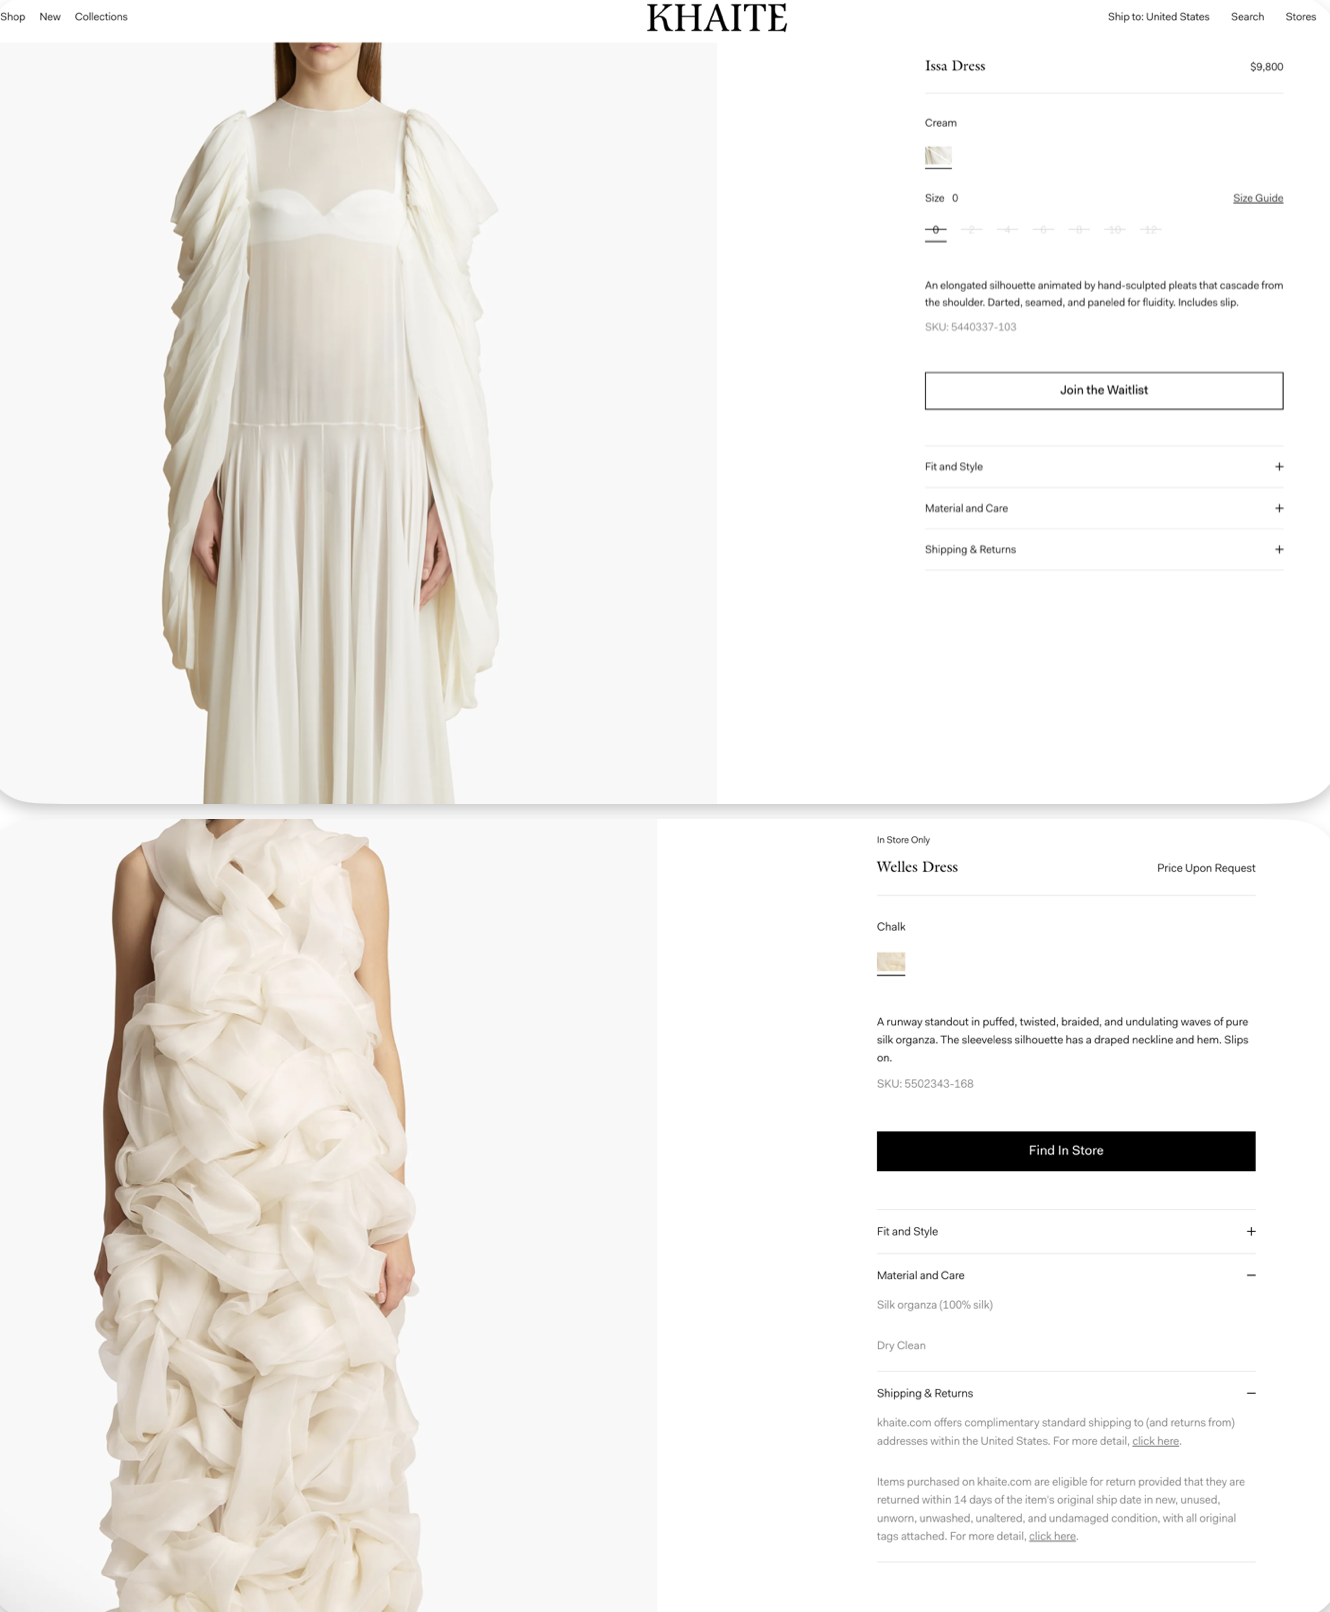 Shop New Collections
KHAITE
Ship to: United States Search Stores
Issa Dress
$9,800
Cream
Size 0
Size Guide
0 2 4 6 8 10 12
An elongated silhouette animated by hand-sculpted pleats that cascade from
the shoulder. Darted, seamed, and paneled for fluidity. Includes slip.
SKU: 5440337-103
Join the Waitlist
Fit and Style +
Material and Care +
Shipping & Returns +
In Store Only
Welles Dress
Price Upon Request
Chalk
A runway standout in puffed, twisted, braided, and undulating waves of pure
silk organza. The sleeveless silhouette has a draped neckline and hem. Slips
on.
SKU: 5502343-168
Find In Store
Fit and Style +
Material and Care −
Silk organza (100% silk)
Dry Clean
Shipping & Returns −
khaite.com offers complimentary standard shipping to (and returns from)
addresses within the United States. For more detail, click here.
Items purchased on khaite.com are eligible for return provided that they are
returned within 14 days of the item's original ship date in new, unused,
unworn, unwashed, unaltered, and undamaged condition, with all original
tags attached. For more detail, click here.